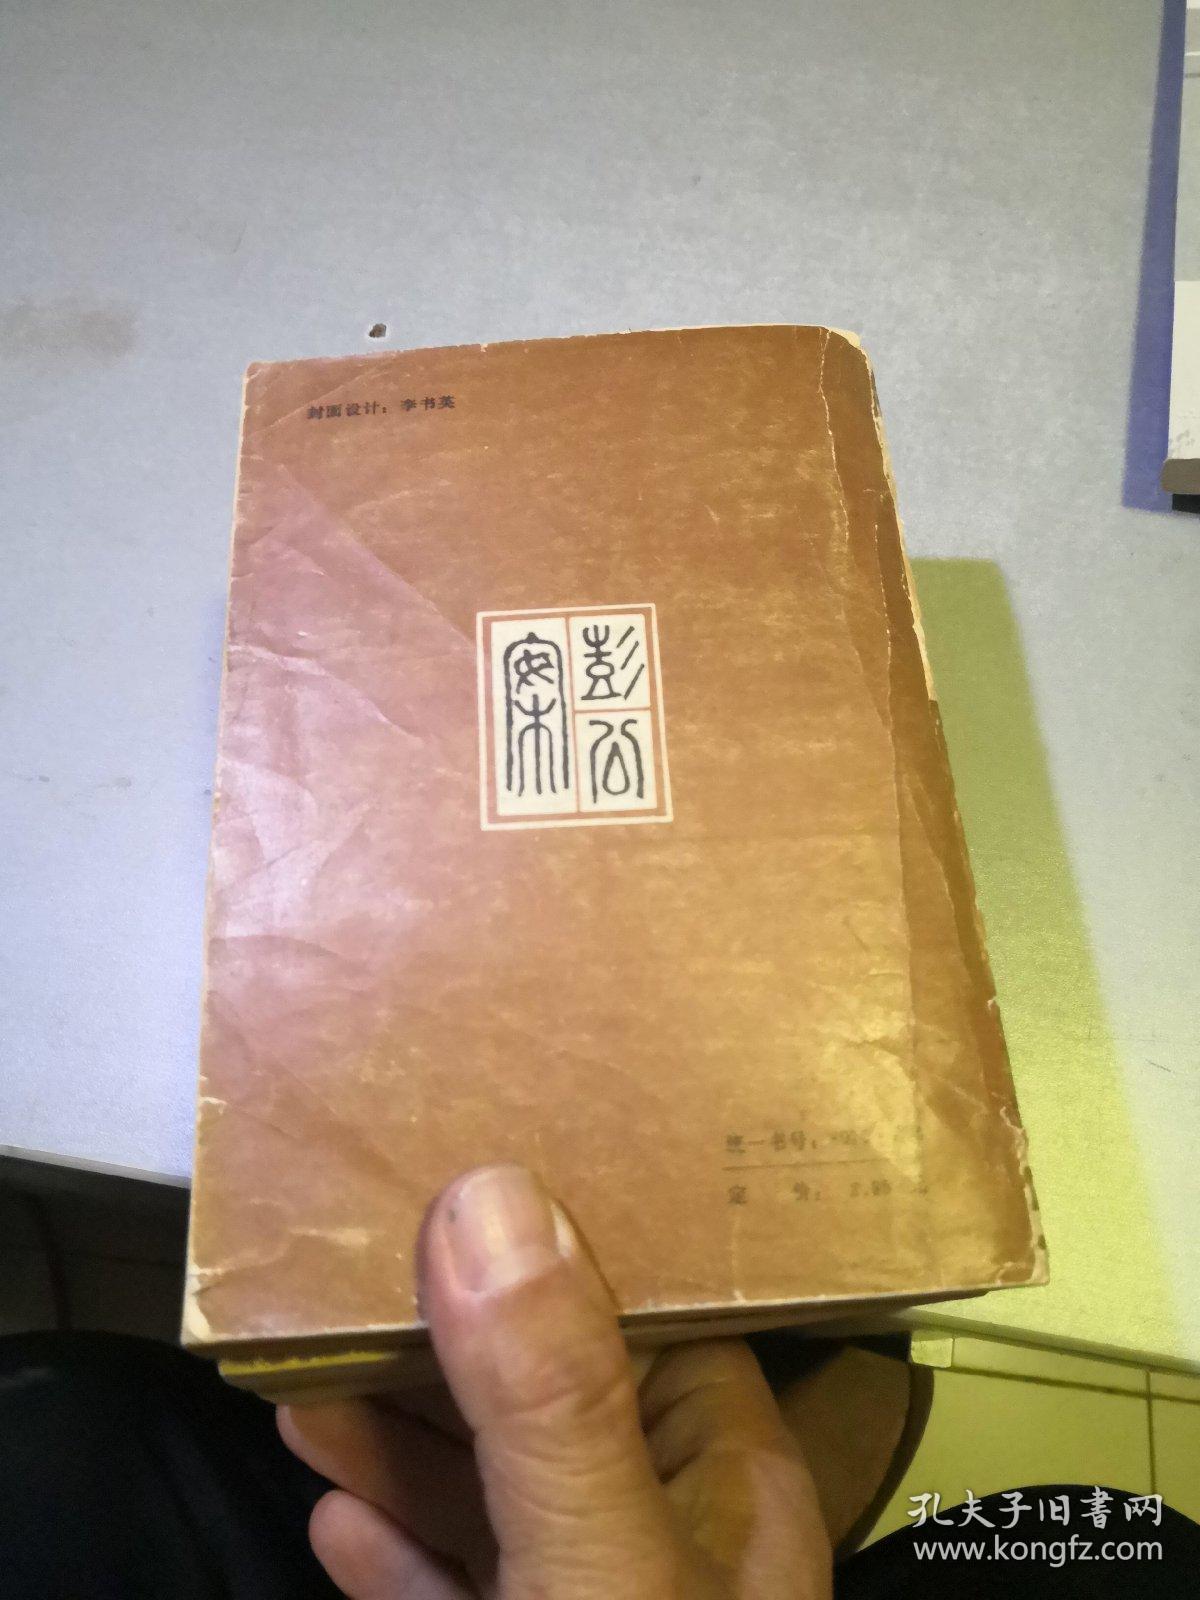 封面设计：李书英
彭公
案
统一书号：
定 价：
孔夫子旧書网
www.kongfz.com